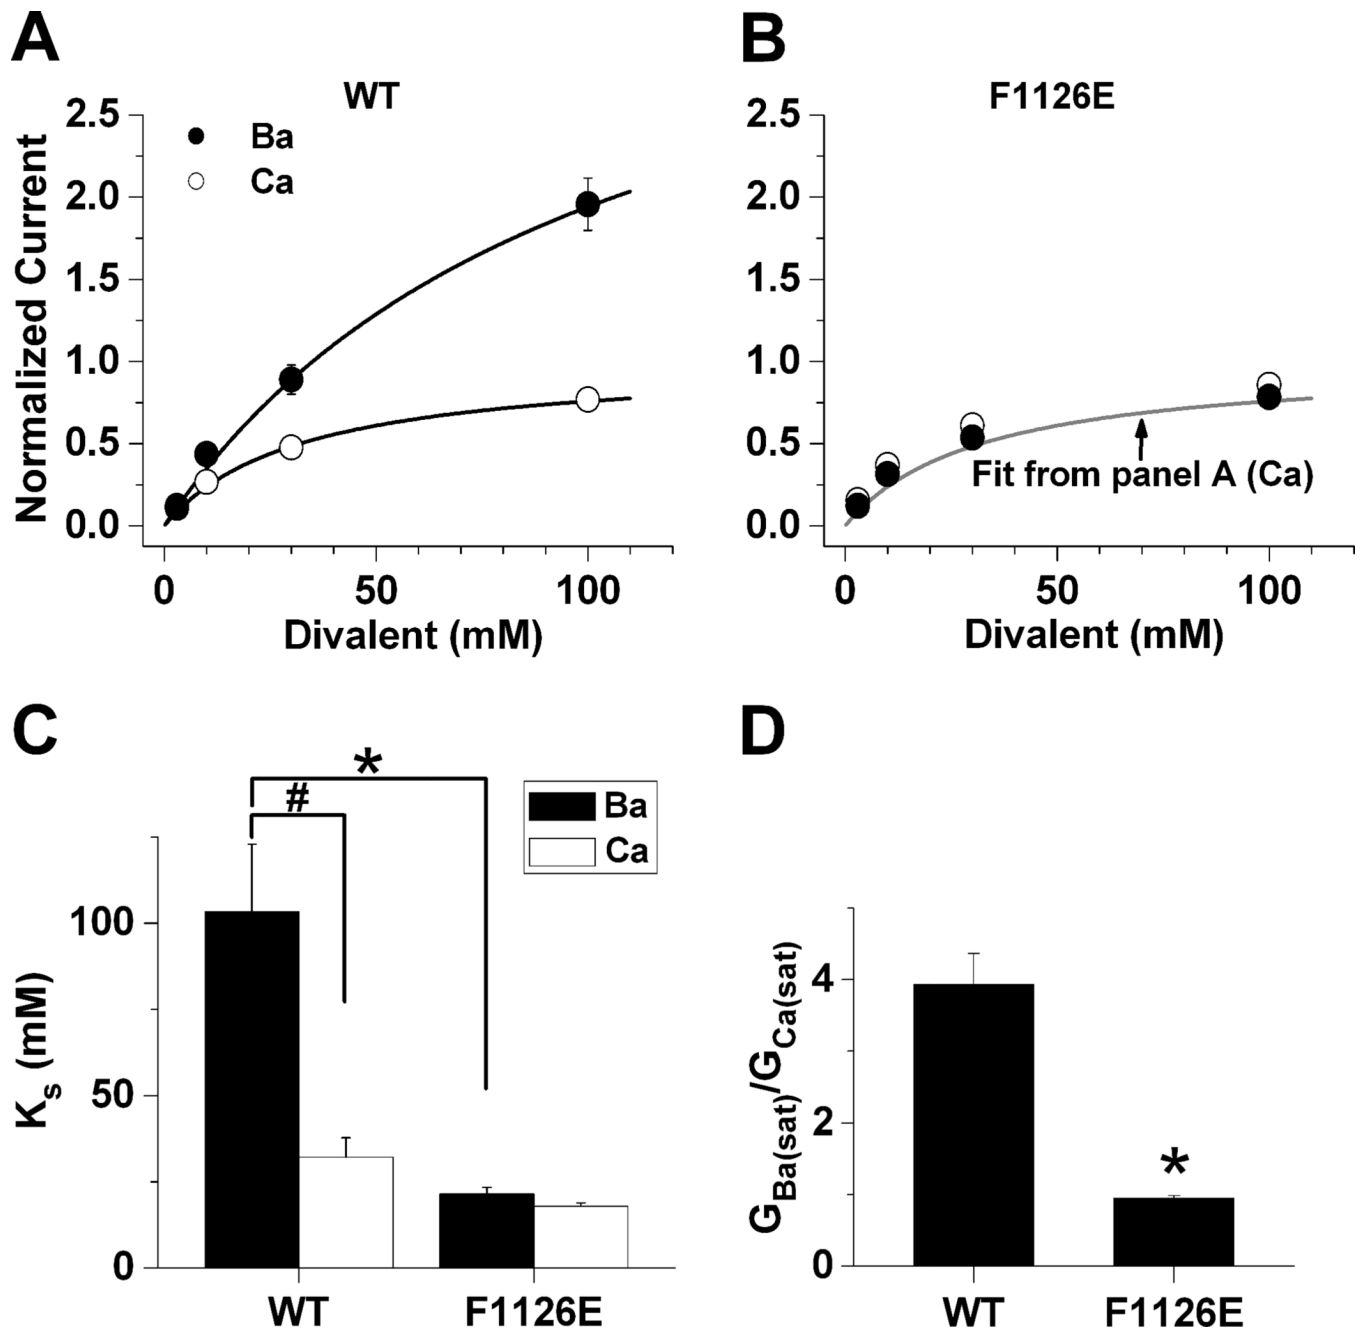 A
WT
Ba
Ca
2.5
2.0
1.5
1.0
0.5
0.0
Normalized Current
0 50 100
Divalent (mM)
B
F1126E
2.5
2.0
1.5
1.0
0.5
0.0
Fit from panel A (Ca)
0 50 100
Divalent (mM)
C
*
#
Ba
Ca
100
50
0
Ks (mM)
WT F1126E
D
4
2
0
GBa(sat)/GCa(sat)
*
WT F1126E